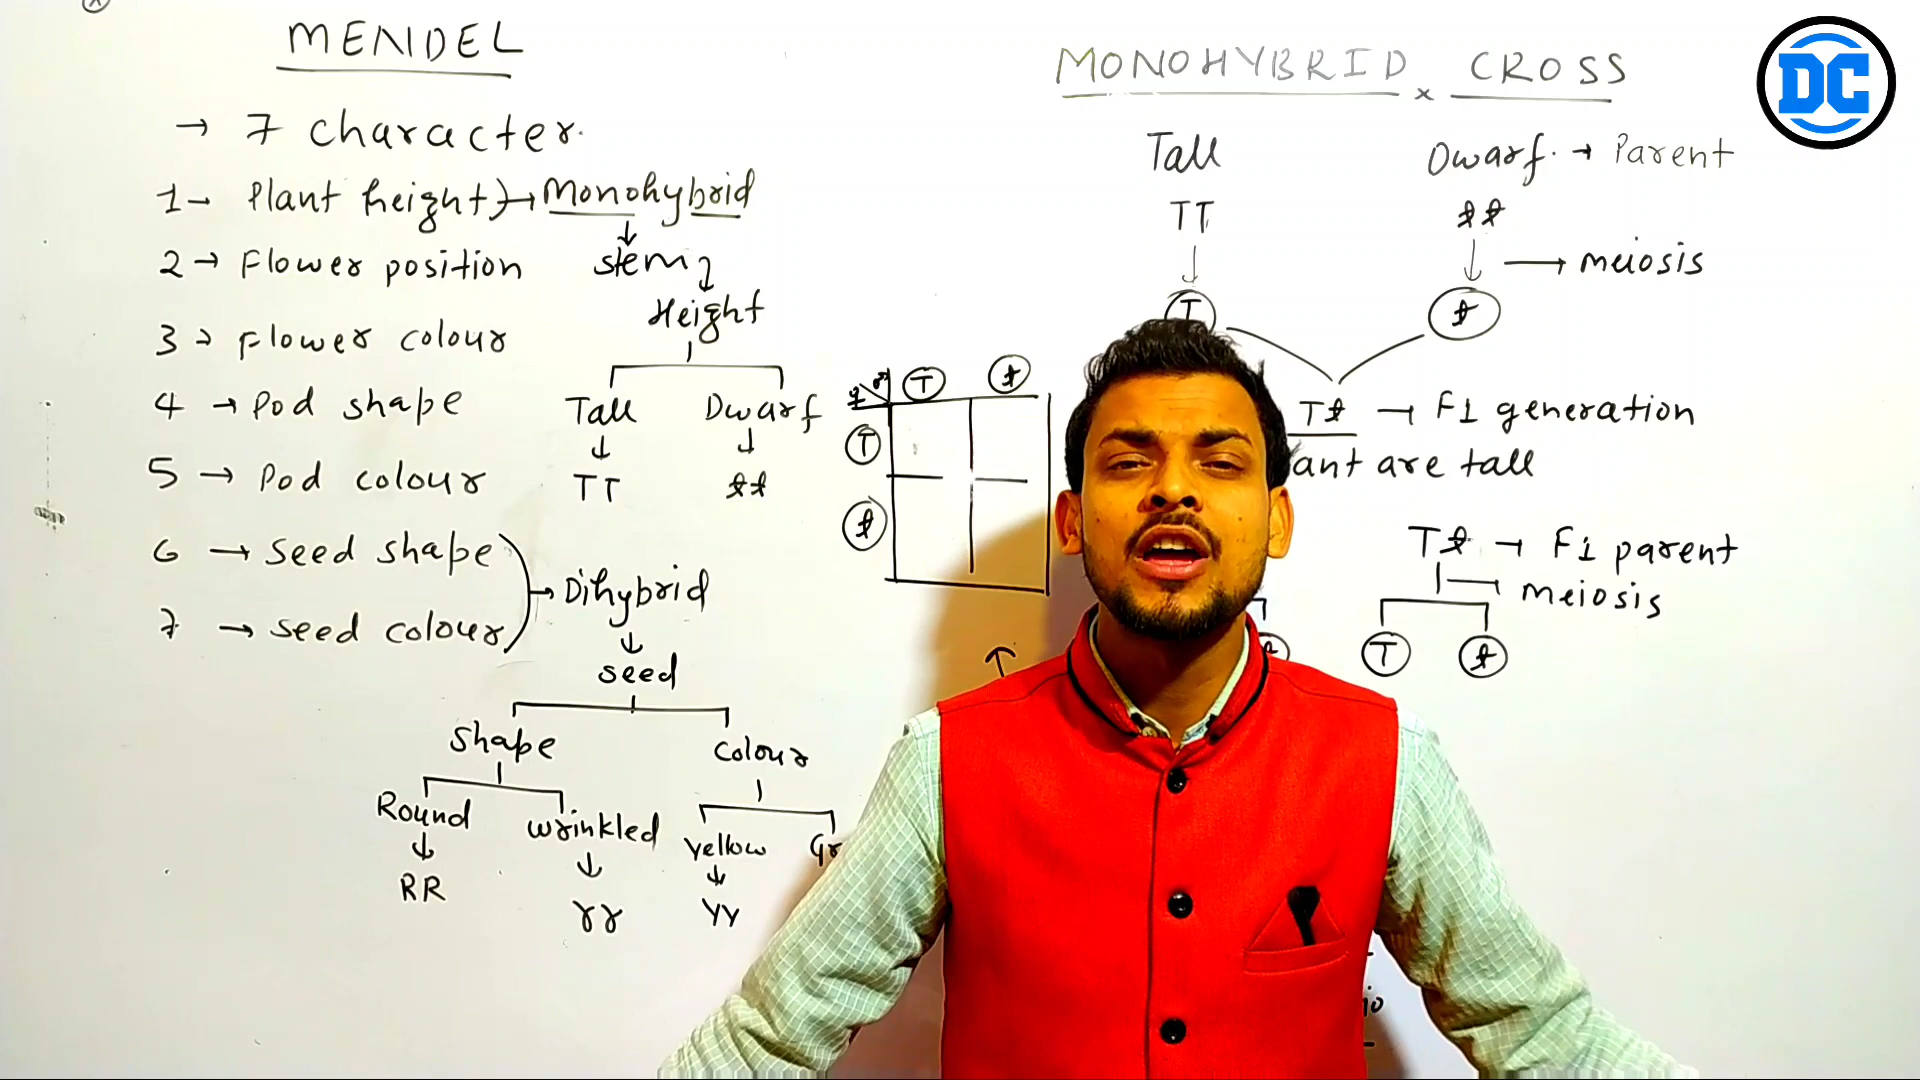 MENDEL
→ 7 character.
1→ Plant height → Monohybrid
2→ Flower position
stem
Height
3→ Flower colour
4→ Pod shape
Tall
Dwarf
5→ Pod colour
TT
tt
6→ seed shape
7→ seed colour
→ Dihybrid
seed
shape
colour
Round
wrinkled
yellow
RR
rr
YY
MONOHYBRID CROSS
×
Tall
Dwarf. → Parent
TT
tt
→ meiosis
T
t
Tt → F1 generation
are tall
♀ ♂
T t
T
t
Tt → F1 parent
meiosis
T t
DC